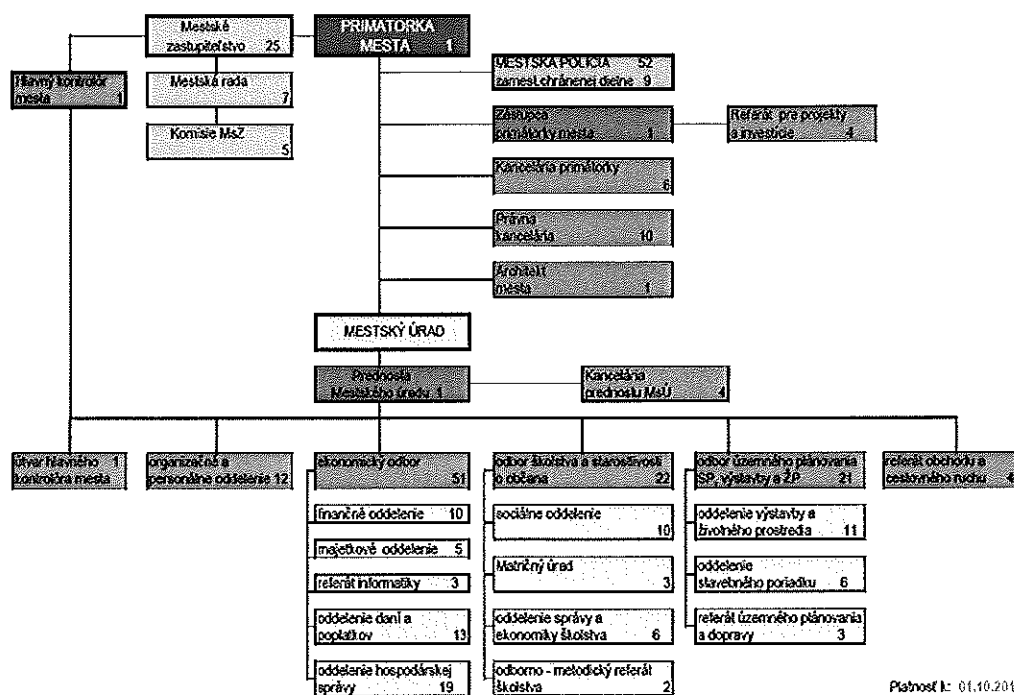 Mestské
zastupiteľstvo 25
PRIMÁTORKA
MESTA 1
Hlavný kontrolór
mesta 1
Mestská rada
7
Komisie MsZ
5
MESTSKÁ POLÍCIA 52
zamest.chránenej dielne 9
Zástupca
primátorky mesta 1
Referát pre projekty
a investície 4
Kancelária primátorky
6
Právna
kancelária 10
Architekt
mesta 1
MESTSKÝ ÚRAD
Prednosta
Mestského úradu 1
Kancelária
prednostu MsÚ 4
útvar hlavného 1
kontrolóra mesta
organizačné a
personálne oddelenie 12
ekonomický odbor
51
finančné oddelenie 10
majetkové oddelenie 5
referát informatiky 3
oddelenie daní a
poplatkov 13
oddelenie hospodárskej
správy 19
odbor školstva a starostlivosti
o občana 22
sociálne oddelenie
10
Matričný úrad
3
oddelenie správy a
ekonomiky školstva 6
odborno - metodický referát
školstva 2
odbor územného plánovania
SP, výstavby a ŽP 21
oddelenie výstavby a
životného prostredia 11
oddelenie
stavebného poriadku 6
referát územného plánovania
a dopravy 3
referát obchodu a
cestovného ruchu 4
Platnosť k: 01.10.201